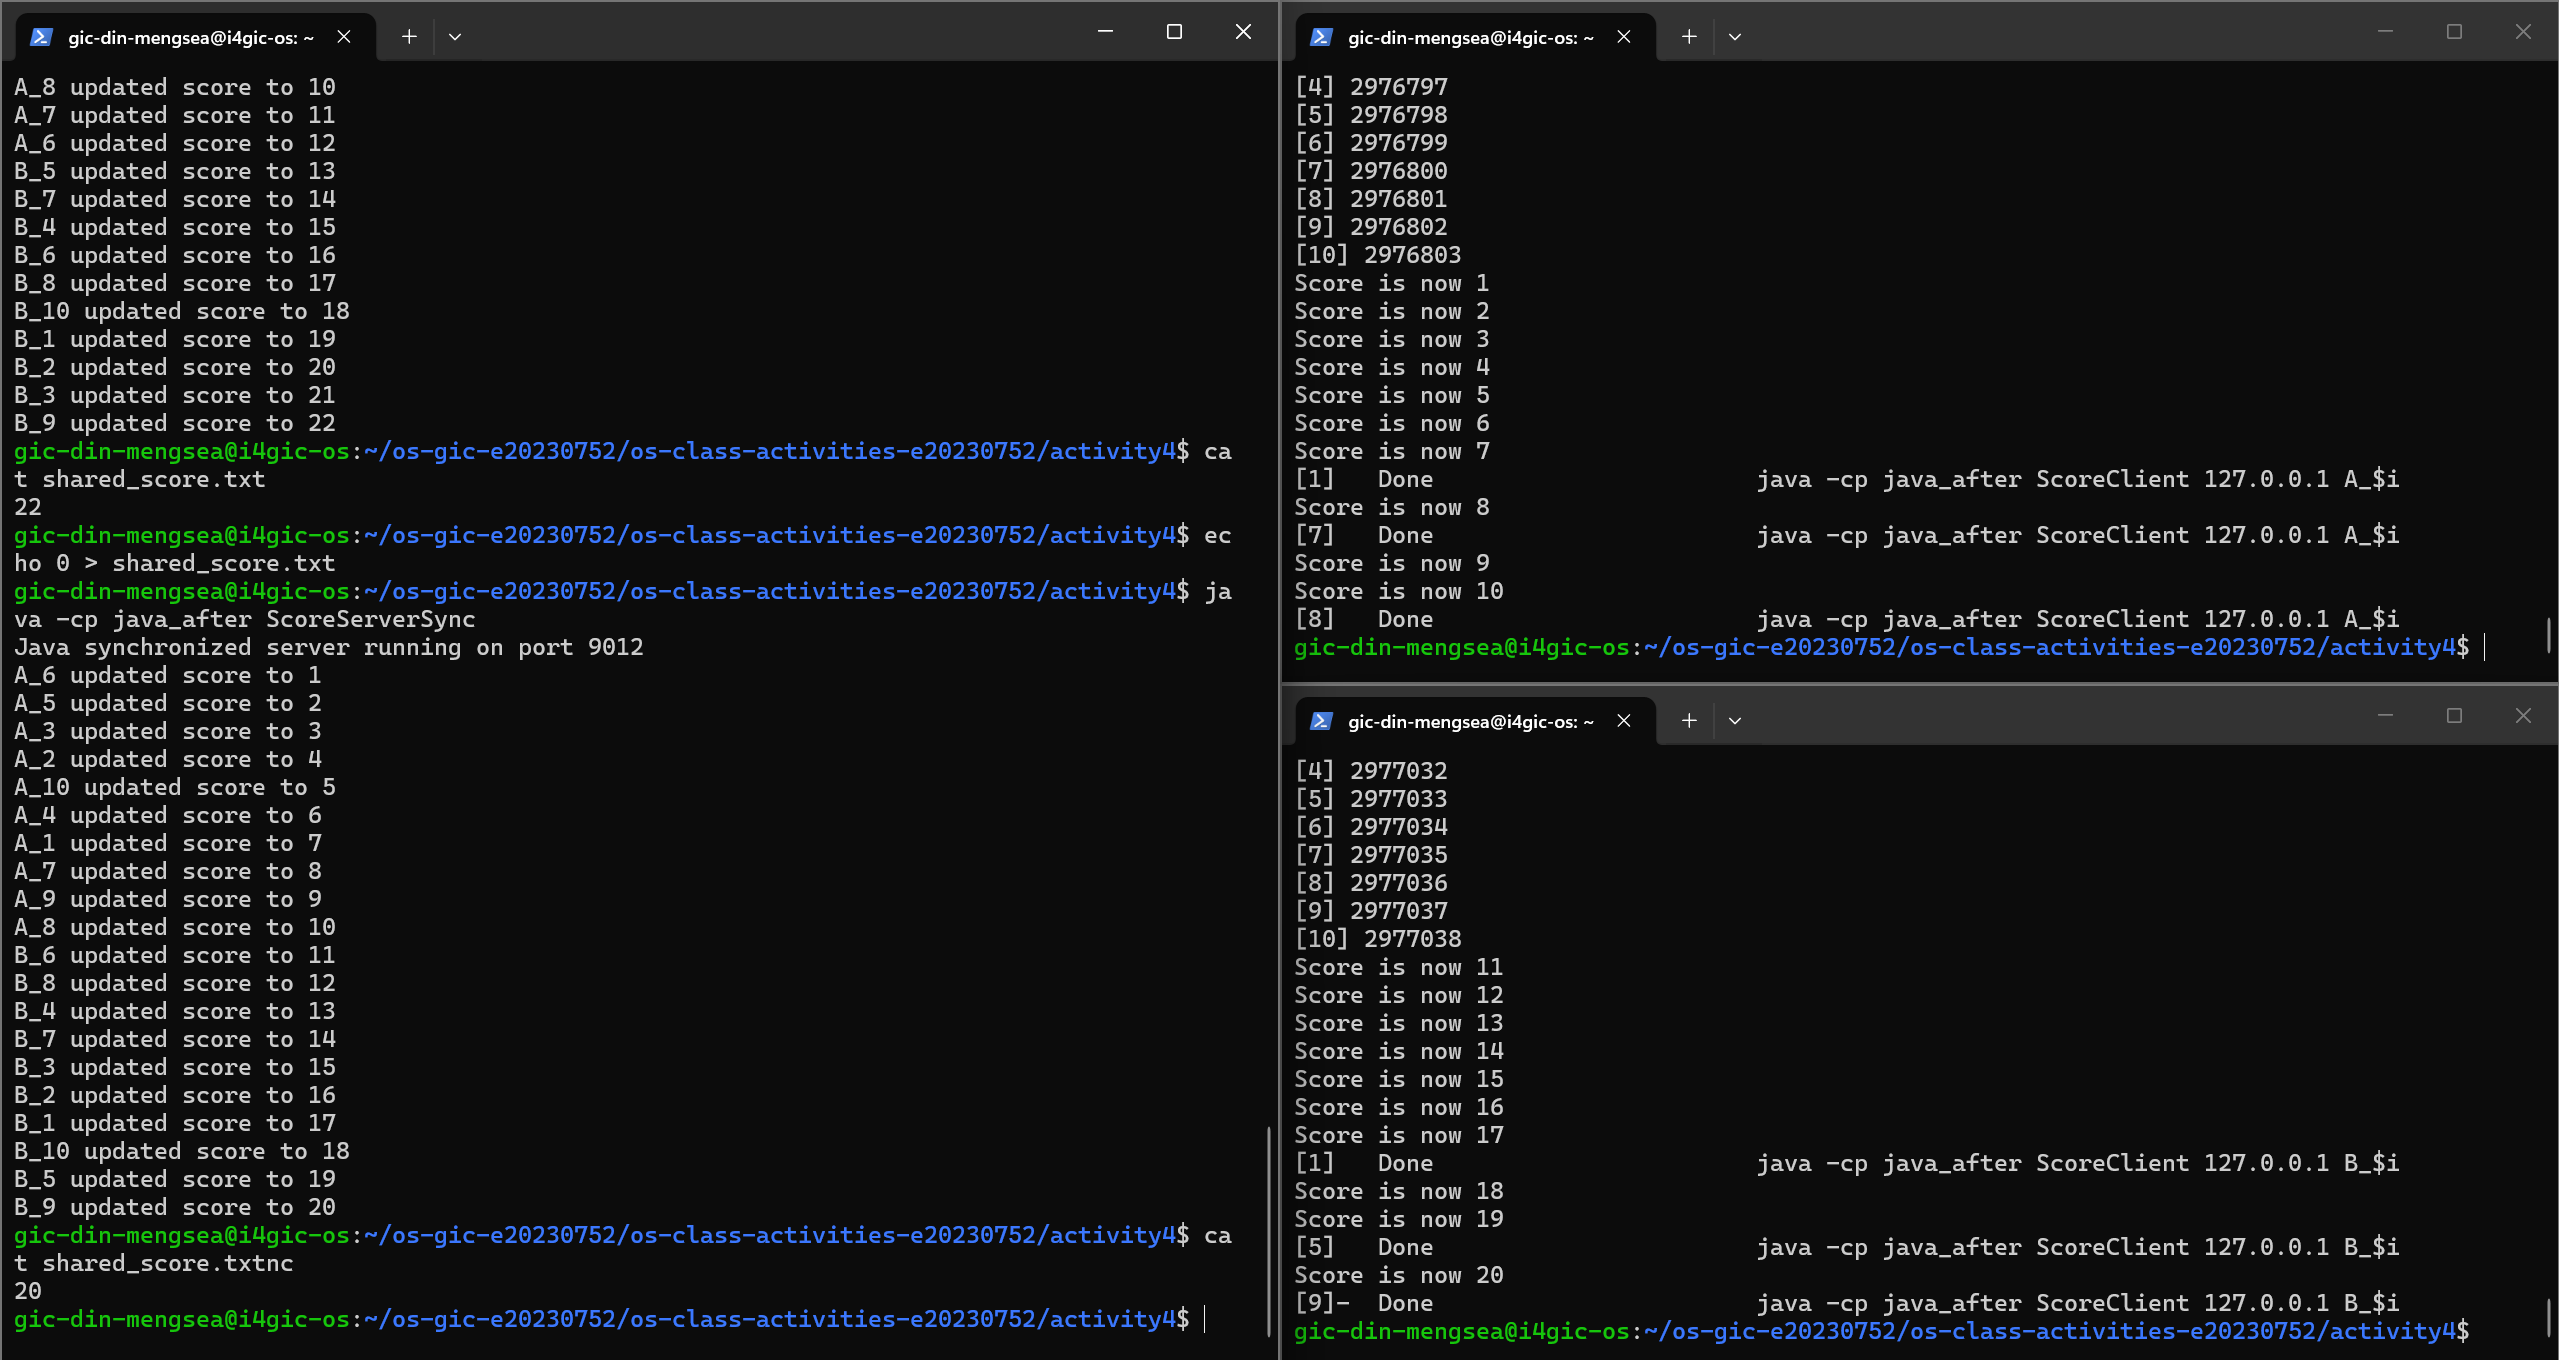 gic-din-mengsea@i4gic-os: ~
A_8 updated score to 10
A_7 updated score to 11
A_6 updated score to 12
B_5 updated score to 13
B_7 updated score to 14
B_4 updated score to 15
B_6 updated score to 16
B_8 updated score to 17
B_10 updated score to 18
B_1 updated score to 19
B_2 updated score to 20
B_3 updated score to 21
B_9 updated score to 22
gic-din-mengsea@i4gic-os:~/os-gic-e20230752/os-class-activities-e20230752/activity4$ ca
t shared_score.txt
22
gic-din-mengsea@i4gic-os:~/os-gic-e20230752/os-class-activities-e20230752/activity4$ ec
ho 0 > shared_score.txt
gic-din-mengsea@i4gic-os:~/os-gic-e20230752/os-class-activities-e20230752/activity4$ ja
va -cp java_after ScoreServerSync
Java synchronized server running on port 9012
A_6 updated score to 1
A_5 updated score to 2
A_3 updated score to 3
A_2 updated score to 4
A_10 updated score to 5
A_4 updated score to 6
A_1 updated score to 7
A_7 updated score to 8
A_9 updated score to 9
A_8 updated score to 10
B_6 updated score to 11
B_8 updated score to 12
B_4 updated score to 13
B_7 updated score to 14
B_3 updated score to 15
B_2 updated score to 16
B_1 updated score to 17
B_10 updated score to 18
B_5 updated score to 19
B_9 updated score to 20
gic-din-mengsea@i4gic-os:~/os-gic-e20230752/os-class-activities-e20230752/activity4$ ca
t shared_score.txtnc
20
gic-din-mengsea@i4gic-os:~/os-gic-e20230752/os-class-activities-e20230752/activity4$
gic-din-mengsea@i4gic-os: ~
[4] 2976797
[5] 2976798
[6] 2976799
[7] 2976800
[8] 2976801
[9] 2976802
[10] 2976803
Score is now 1
Score is now 2
Score is now 3
Score is now 4
Score is now 5
Score is now 6
Score is now 7
[1]   Done                       java -cp java_after ScoreClient 127.0.0.1 A_$i
Score is now 8
[7]   Done                       java -cp java_after ScoreClient 127.0.0.1 A_$i
Score is now 9
Score is now 10
[8]   Done                       java -cp java_after ScoreClient 127.0.0.1 A_$i
gic-din-mengsea@i4gic-os:~/os-gic-e20230752/os-class-activities-e20230752/activity4$
gic-din-mengsea@i4gic-os: ~
[4] 2977032
[5] 2977033
[6] 2977034
[7] 2977035
[8] 2977036
[9] 2977037
[10] 2977038
Score is now 11
Score is now 12
Score is now 13
Score is now 14
Score is now 15
Score is now 16
Score is now 17
[1]   Done                       java -cp java_after ScoreClient 127.0.0.1 B_$i
Score is now 18
Score is now 19
[5]   Done                       java -cp java_after ScoreClient 127.0.0.1 B_$i
Score is now 20
[9]-  Done                       java -cp java_after ScoreClient 127.0.0.1 B_$i
gic-din-mengsea@i4gic-os:~/os-gic-e20230752/os-class-activities-e20230752/activity4$